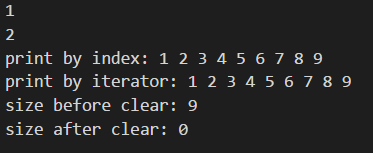 1
2
print by index: 1 2 3 4 5 6 7 8 9
print by iterator: 1 2 3 4 5 6 7 8 9
size before clear: 9
size after clear: 0